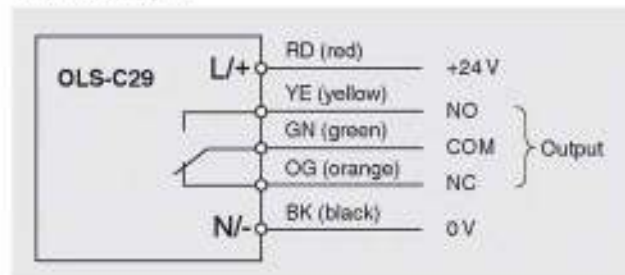 OLS-C29
L/+ RD (red) +24 V
YE (yellow) NO
GN (green) COM Output
OG (orange) NC
N/- BK (black) 0 V